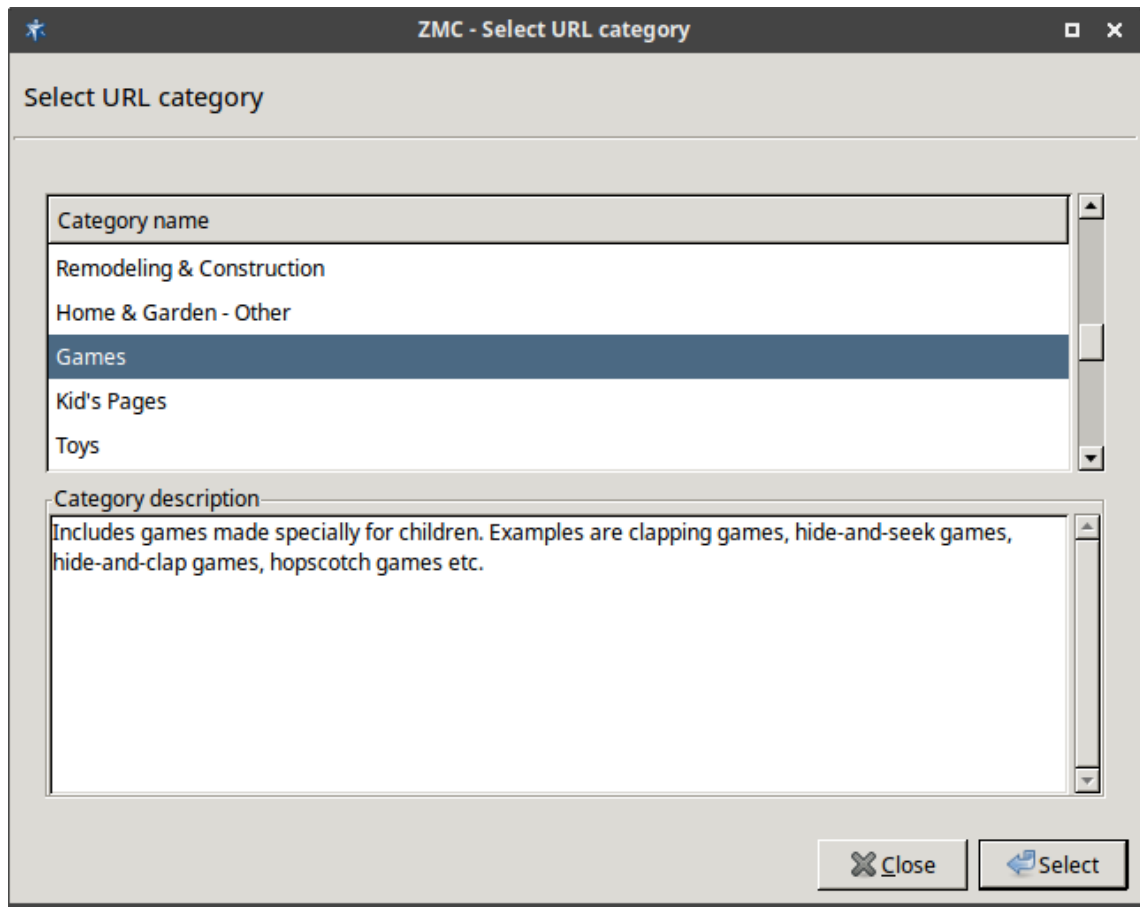 ZMC - Select URL category
Select URL category
Category name
Remodeling & Construction
Home & Garden - Other
Games
Kid's Pages
Toys
Category description
Includes games made specially for children. Examples are clapping games, hide-and-seek games,
hide-and-clap games, hopscotch games etc.
Close
Select